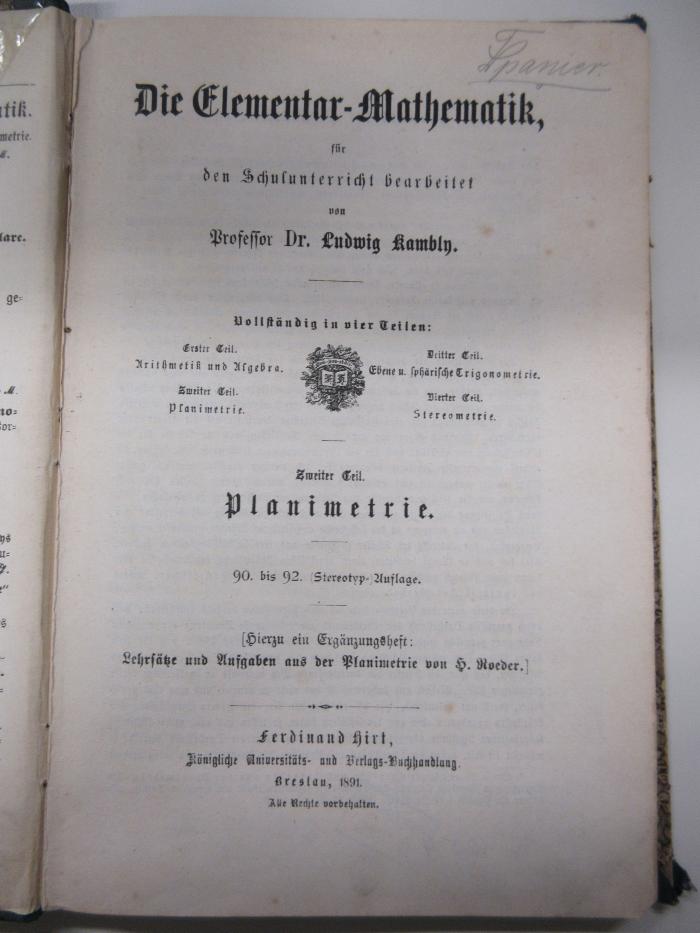 Spanier.
Die Elementar-Mathematik,
für
den Schulunterricht bearbeitet
von
Professor Dr. Ludwig Kambly.
Vollständig in vier Teilen:
Erster Teil.
Arithmetik und Algebra.
Zweiter Teil.
Planimetrie.
Dritter Teil.
Ebene u. sphärische Trigonometrie.
Vierter Teil.
Stereometrie.
Zweiter Teil.
Planimetrie.
90. bis 92. (Stereotyp-)Auflage.
[Hierzu ein Ergänzungsheft:
Lehrsätze und Aufgaben aus der Planimetrie von H. Roeder.]
Ferdinand Hirt,
Königliche Universitäts- und Verlags-Buchhandlung.
Breslau, 1891.
Alle Rechte vorbehalten.